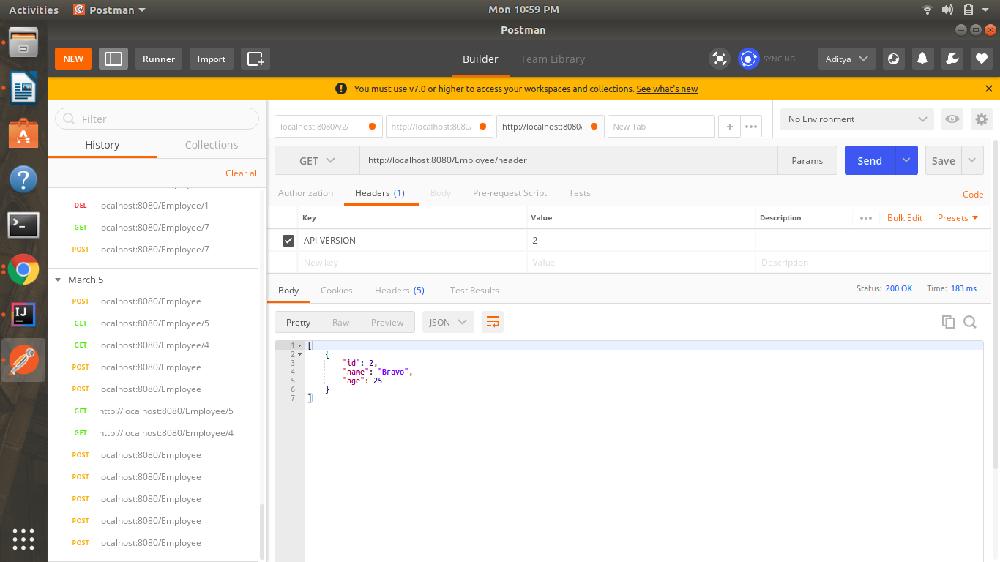 Activities Postman Mon 10:59 PM
Postman
NEW Runner Import Builder Team Library SYNCING Aditya
You must use v7.0 or higher to access your workspaces and collections. See what's new
Filter
History Collections
Clear all
DEL localhost:8080/Employee/1
GET localhost:8080/Employee/7
POST localhost:8080/Employee/7
March 5
POST localhost:8080/Employee
GET localhost:8080/Employee/5
GET localhost:8080/Employee/4
POST localhost:8080/Employee
POST localhost:8080/Employee
GET http://localhost:8080/Employee/5
GET http://localhost:8080/Employee/4
POST localhost:8080/Employee
POST localhost:8080/Employee
POST localhost:8080/Employee
POST localhost:8080/Employee
POST localhost:8080/Employee
localhost:8080/v2/ http://localhost:8080/ http://localhost:8080/ New Tab + ••• No Environment
GET http://localhost:8080/Employee/header Params Send Save
Authorization Headers (1) Body Pre-request Script Tests Code
Key Value Description ••• Bulk Edit Presets
API-VERSION 2
New key Value Description
Body Cookies Headers (5) Test Results Status: 200 OK Time: 183 ms
Pretty Raw Preview JSON
1 [
2 {
3 "id": 2,
4 "name": "Bravo",
5 "age": 25
6 }
7 ]